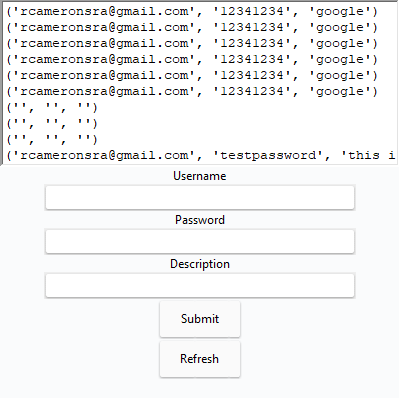 ('rcameronsra@gmail.com', '12341234', 'google')
('rcameronsra@gmail.com', '12341234', 'google')
('rcameronsra@gmail.com', '12341234', 'google')
('rcameronsra@gmail.com', '12341234', 'google')
('rcameronsra@gmail.com', '12341234', 'google')
('rcameronsra@gmail.com', '12341234', 'google')
('', '', '')
('', '', '')
('', '', '')
('rcameronsra@gmail.com', 'testpassword', 'this i
Username
Password
Description
Submit
Refresh